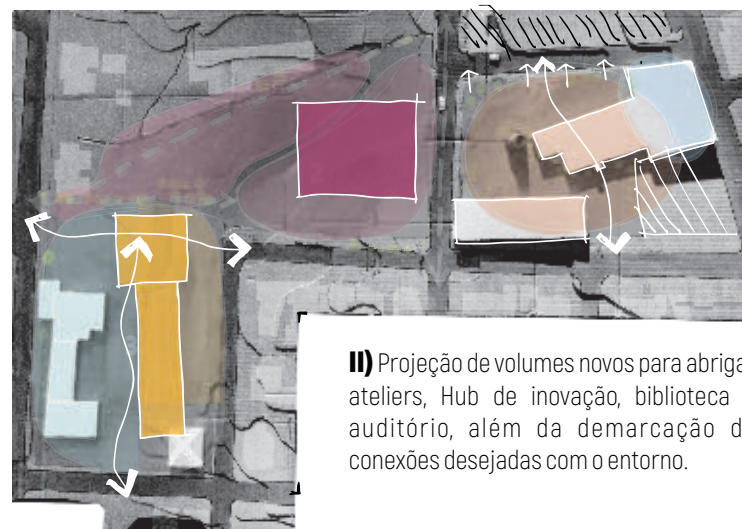 II) Projeção de volumes novos para abriga
ateliers, Hub de inovação, biblioteca
auditório, além da demarcação d
conexões desejadas com o entorno.